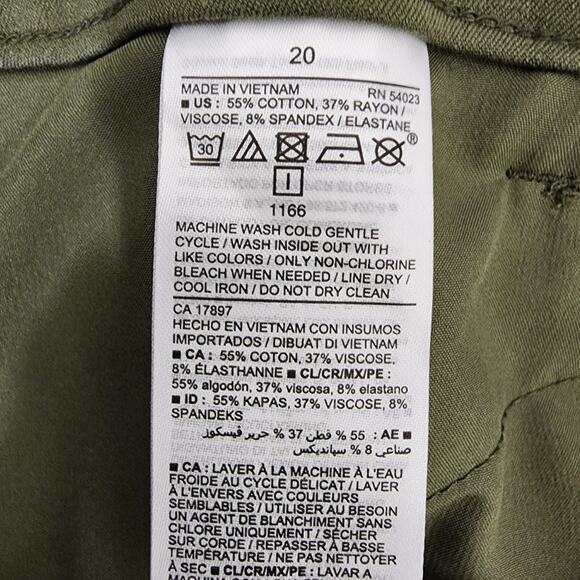 20
MADE IN VIETNAM RN 54023
■ US : 55% COTTON, 37% RAYON /
VISCOSE, 8% SPANDEX / ELASTANE
30
®
1166
MACHINE WASH COLD GENTLE
CYCLE / WASH INSIDE OUT WITH
LIKE COLORS / ONLY NON-CHLORINE
BLEACH WHEN NEEDED / LINE DRY /
COOL IRON / DO NOT DRY CLEAN
CA 17897
HECHO EN VIETNAM CON INSUMOS
IMPORTADOS / DIBUAT DI VIETNAM
■ CA : 55% COTON, 37% VISCOSE,
8% ÉLASTHANNE ■ CL/CR/MX/PE :
55% algodón, 37% viscosa, 8% elastano
■ ID : 55% KAPAS, 37% VISCOSE, 8%
SPANDEKS
■ AE : 55 % قطن 37 % حرير ڤيسكوز
صناعي 8 % سپانديكس
■ CA : LAVER À LA MACHINE À L'EAU
FROIDE AU CYCLE DÉLICAT / LAVER
À L'ENVERS AVEC COULEURS
SEMBLABLES / UTILISER AU BESOIN
UN AGENT DE BLANCHIMENT SANS
CHLORE UNIQUEMENT / SÉCHER
SUR CORDE / REPASSER À BASSE
TEMPÉRATURE / NE PAS NETTOYER
À SEC ■ CL/CR/MX/PE : LAVAR A